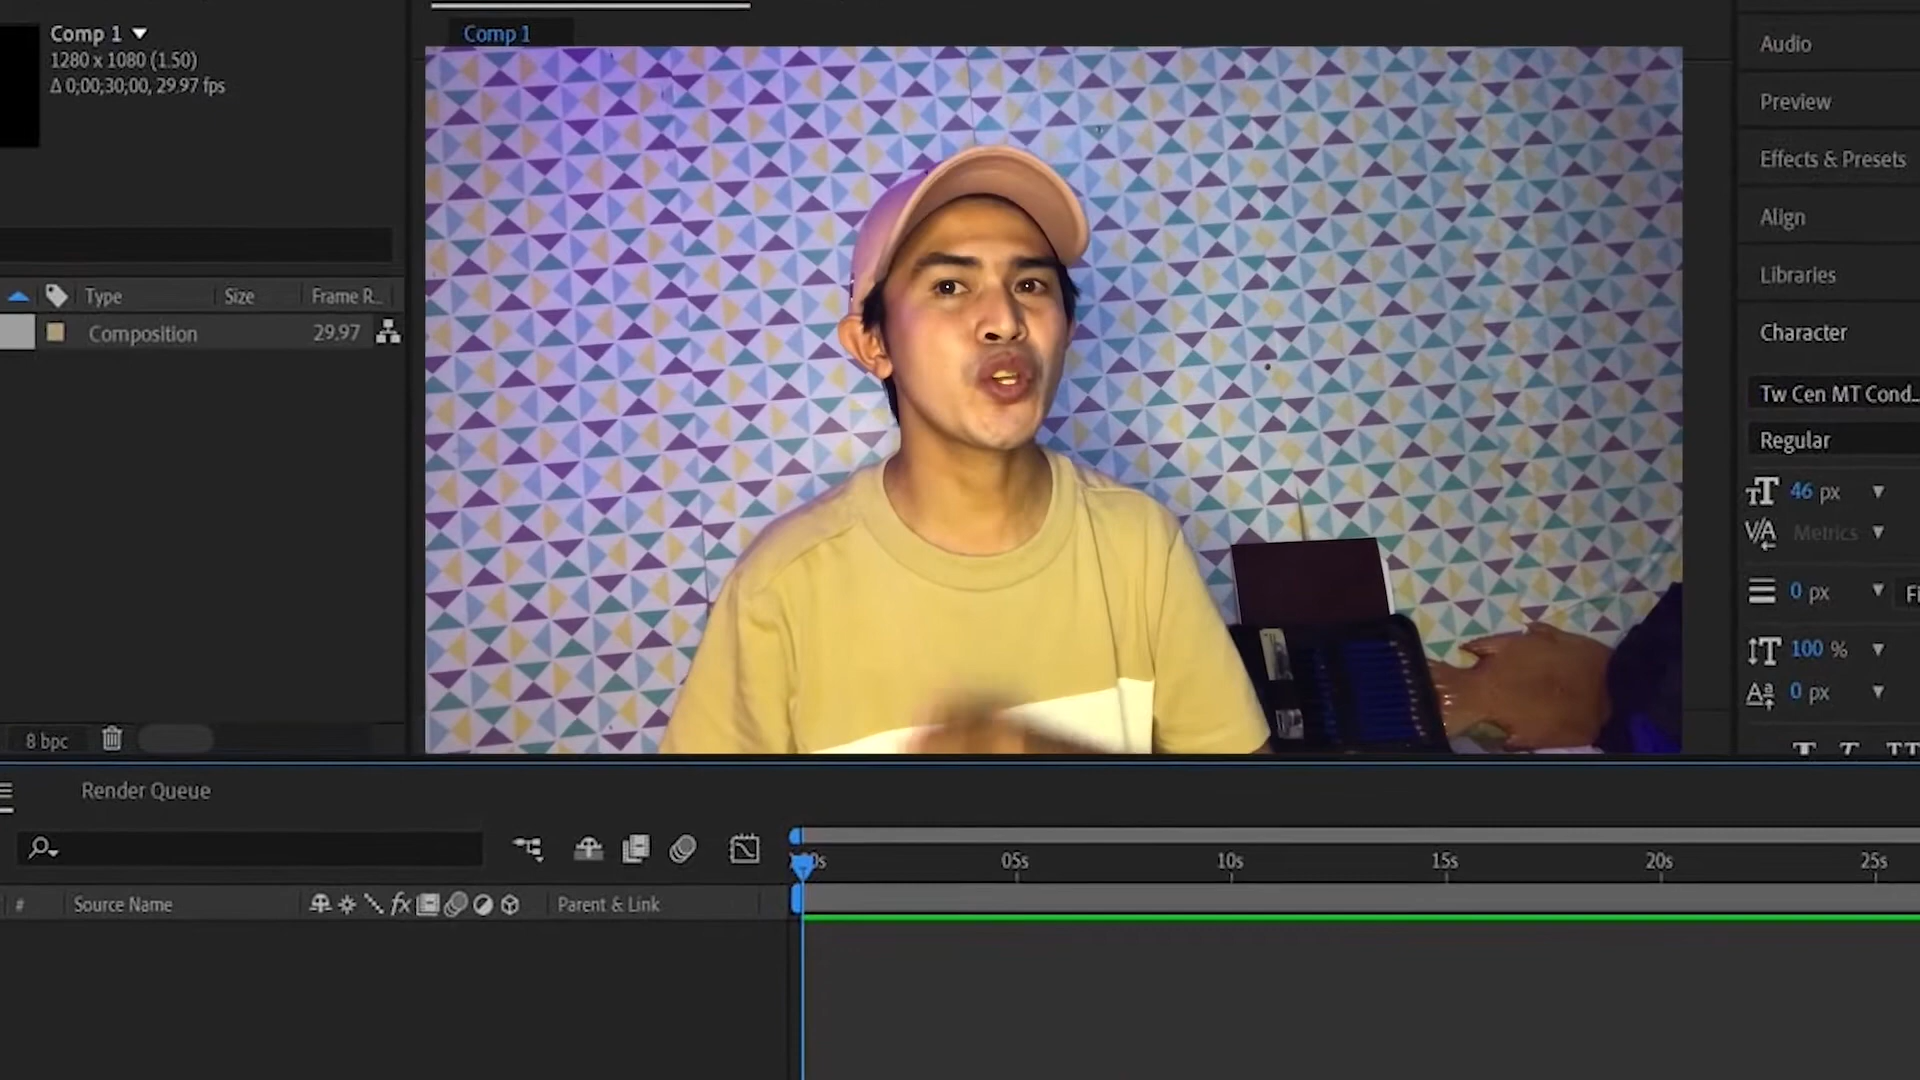 Comp 1
1280 x 1080 (1.50)
Δ 0;00;30;00, 29.97 fps
Type Size Frame R...
Composition 29.97
8 bpc
Comp 1
Audio
Preview
Effects & Presets
Align
Libraries
Character
Tw Cen MT Cond...
Regular
46 px
Metrics
0 px Fi
100 %
0 px
Render Queue
05s 10s 15s 20s 25s
# Source Name fx Parent & Link